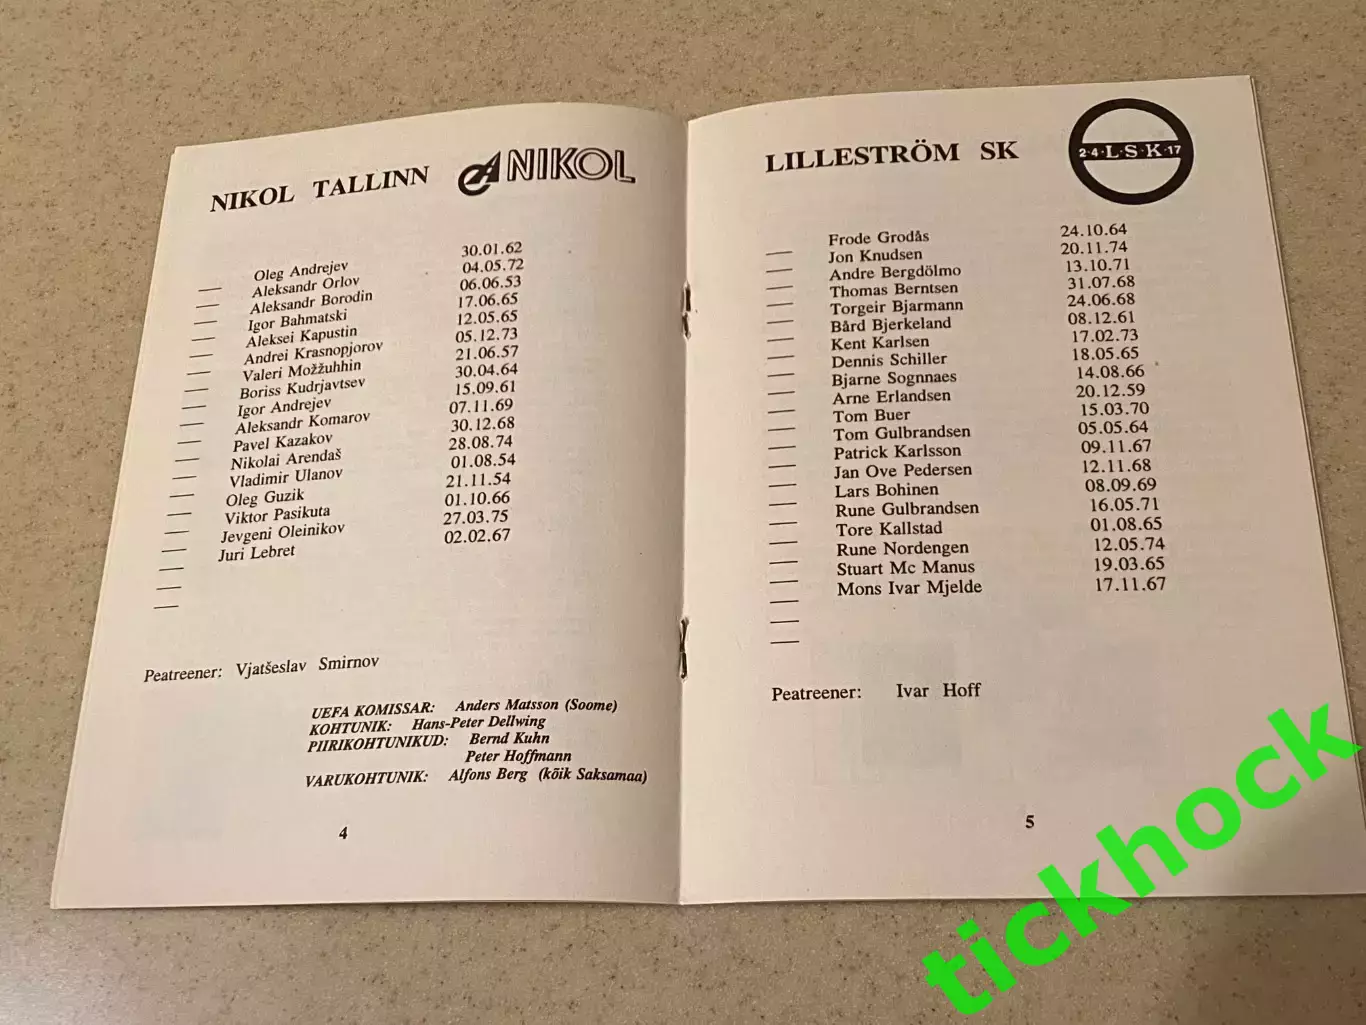 NIKOL TALLINN NIKOL
Oleg Andrejev 30.01.62
Aleksandr Orlov 04.05.72
Aleksandr Borodin 06.06.53
Igor Bahmatski 17.06.65
Aleksei Kapustin 12.05.65
Andrei Krasnopjorov 05.12.73
Valeri Možžuhhin 21.06.57
Boriss Kudrjavtsev 30.04.64
Igor Andrejev 15.09.61
Aleksandr Komarov 07.11.69
Pavel Kazakov 30.12.68
Nikolai Arendaš 28.08.74
Vladimir Ulanov 01.08.54
Oleg Guzik 21.11.54
Viktor Pasikuta 01.10.66
Jevgeni Oleinikov 27.03.75
Juri Lebret 02.02.67
Peatreener: Vjatšeslav Smirnov
UEFA KOMISSAR: Anders Matsson (Soome)
KOHTUNIK: Hans-Peter Dellwing
PIIRIKOHTUNIKUD: Bernd Kuhn
Peter Hoffmann
VARUKOHTUNIK: Alfons Berg (kõik Saksamaa)
4
LILLESTRÖM SK 2·4·L·S·K·17
Frode Grodås 24.10.64
Jon Knudsen 20.11.74
Andre Bergdölmo 13.10.71
Thomas Berntsen 31.07.68
Torgeir Bjarmann 24.06.68
Bård Bjerkeland 08.12.61
Kent Karlsen 17.02.73
Dennis Schiller 18.05.65
Bjarne Sognnaes 14.08.66
Arne Erlandsen 20.12.59
Tom Buer 15.03.70
Tom Gulbrandsen 05.05.64
Patrick Karlsson 09.11.67
Jan Ove Pedersen 12.11.68
Lars Bohinen 08.09.69
Rune Gulbrandsen 16.05.71
Tore Kallstad 01.08.65
Rune Nordengen 12.05.74
Stuart Mc Manus 19.03.65
Mons Ivar Mjelde 17.11.67
Peatreener: Ivar Hoff
5
tickhock